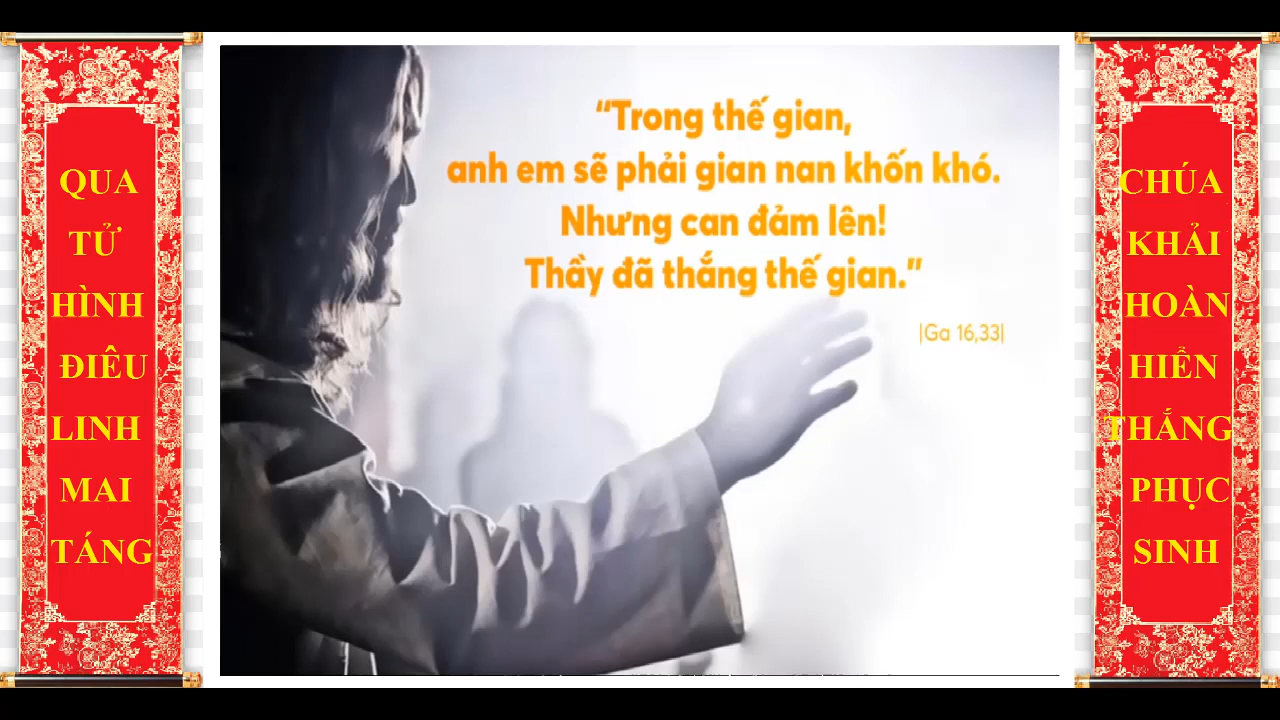 QUA
TỬ
HÌNH
ĐIÊU
LINH
MAI
TÁNG
“Trong thế gian,
anh em sẽ phải gian nan khốn khó.
Nhưng can đảm lên!
Thầy đã thắng thế gian.”
|Ga 16,33|
CHÚA
KHẢI
HOÀN
HIỂN
THẮNG
PHỤC
SINH